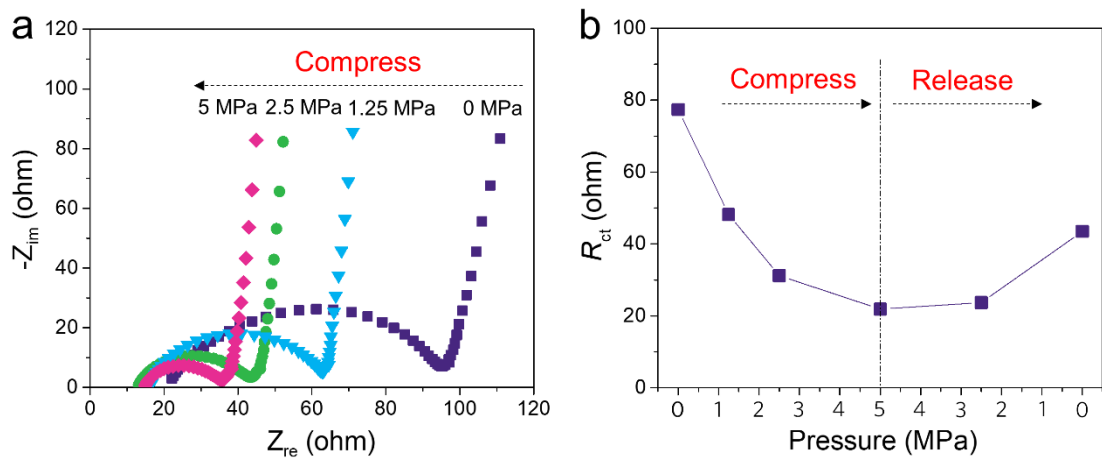 a
Compress
5 MPa 2.5 MPa 1.25 MPa 0 MPa
120
100
80
60
40
20
0
-Z_im (ohm)
0 20 40 60 80 100 120
Z_re (ohm)
b
Compress Release
100
80
60
40
20
0
R_ct (ohm)
0 1 2 3 4 5 4 3 2 1 0
Pressure (MPa)